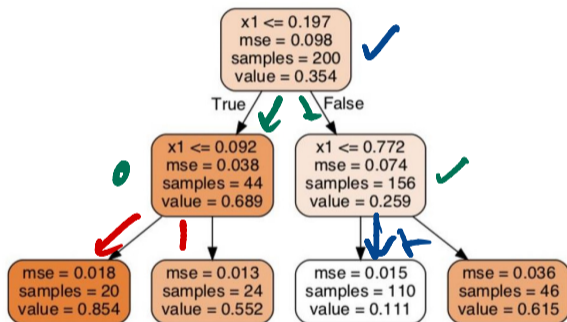 x1 <= 0.197
mse = 0.098
samples = 200
value = 0.354
True
False
x1 <= 0.092
mse = 0.038
samples = 44
value = 0.689
x1 <= 0.772
mse = 0.074
samples = 156
value = 0.259
mse = 0.018
samples = 20
value = 0.854
mse = 0.013
samples = 24
value = 0.552
mse = 0.015
samples = 110
value = 0.111
mse = 0.036
samples = 46
value = 0.615